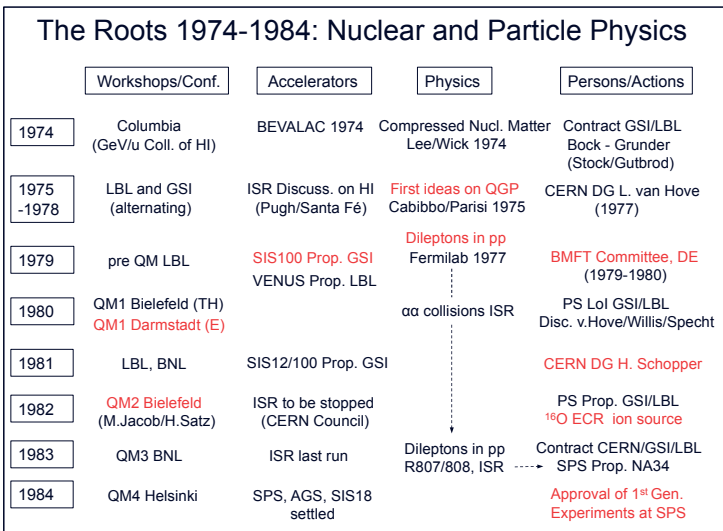 The Roots 1974-1984: Nuclear and Particle Physics
Workshops/Conf.
Accelerators
Physics
Persons/Actions
1974
Columbia
(GeV/u Coll. of HI)
BEVALAC 1974
Compressed Nucl. Matter
Lee/Wick 1974
Contract GSI/LBL
Bock - Grunder
(Stock/Gutbrod)
1975
-1978
LBL and GSI
(alternating)
ISR Discuss. on HI
(Pugh/Santa Fé)
First ideas on QGP
Cabibbo/Parisi 1975
CERN DG L. van Hove
(1977)
1979
pre QM LBL
SIS100 Prop. GSI
VENUS Prop. LBL
Dileptons in pp
Fermilab 1977
BMFT Committee, DE
(1979-1980)
1980
QM1 Bielefeld (TH)
QM1 Darmstadt (E)
αα collisions ISR
PS LoI GSI/LBL
Disc. v.Hove/Willis/Specht
1981
LBL, BNL
SIS12/100 Prop. GSI
CERN DG H. Schopper
1982
QM2 Bielefeld
(M.Jacob/H.Satz)
ISR to be stopped
(CERN Council)
PS Prop. GSI/LBL
¹⁶O ECR ion source
1983
QM3 BNL
ISR last run
Dileptons in pp
R807/808, ISR
Contract CERN/GSI/LBL
SPS Prop. NA34
1984
QM4 Helsinki
SPS, AGS, SIS18
settled
Approval of 1st Gen.
Experiments at SPS